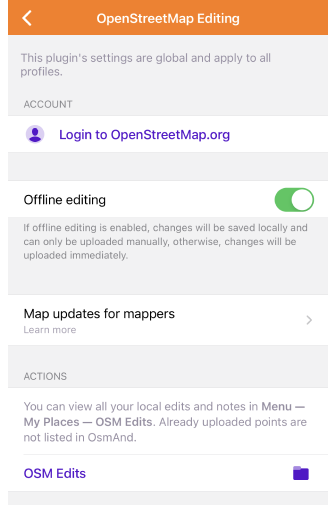 OpenStreetMap Editing
This plugin's settings are global and apply to all
profiles.
ACCOUNT
Login to OpenStreetMap.org
Offline editing
If offline editing is enabled, changes will be saved locally and
can only be uploaded manually, otherwise, changes will be
uploaded immediately.
Map updates for mappers
Learn more
ACTIONS
You can view all your local edits and notes in Menu —
My Places — OSM Edits. Already uploaded points are
not listed in OsmAnd.
OSM Edits